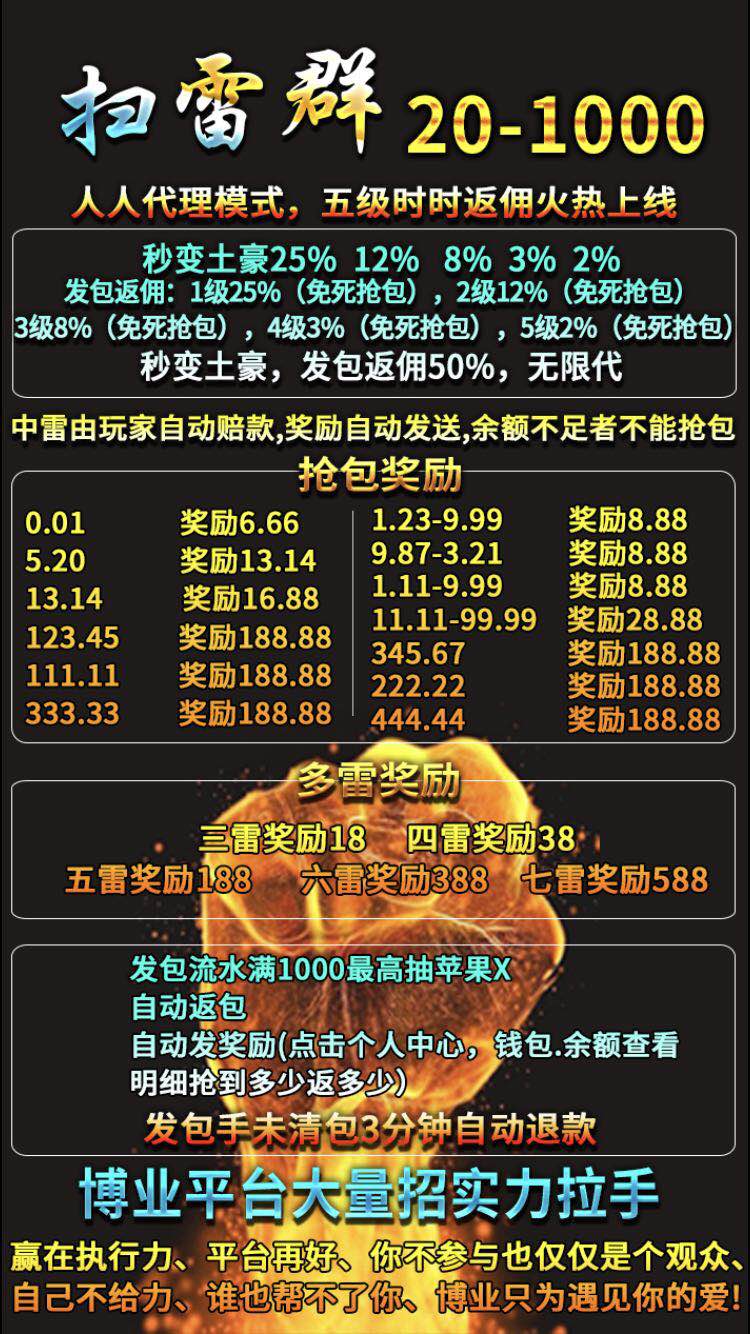 扫雷群 20-1000
人人代理模式，五级时时返佣火热上线
秒变土豪25% 12% 8% 3% 2%
发包返佣：1级25%（免死抢包），2级12%（免死抢包）
3级8%（免死抢包），4级3%（免死抢包），5级2%（免死抢包）
秒变土豪，发包返佣50%，无限代
中雷由玩家自动赔款,奖励自动发送,余额不足者不能抢包
抢包奖励
0.01 奖励6.66
5.20 奖励13.14
13.14 奖励16.88
123.45 奖励188.88
111.11 奖励188.88
333.33 奖励188.88
1.23-9.99 奖励8.88
9.87-3.21 奖励8.88
1.11-9.99 奖励8.88
11.11-99.99 奖励28.88
345.67 奖励188.88
222.22 奖励188.88
444.44 奖励188.88
多雷奖励
三雷奖励18 四雷奖励38
五雷奖励188 六雷奖励388 七雷奖励588
发包流水满1000最高抽苹果X
自动返包
自动发奖励(点击个人中心，钱包.余额查看
明细抢到多少返多少）
发包手未清包3分钟自动退款
博业平台大量招实力拉手
赢在执行力、平台再好、你不参与也仅仅是个观众、
自己不给力、谁也帮不了你、博业只为遇见你的爱!